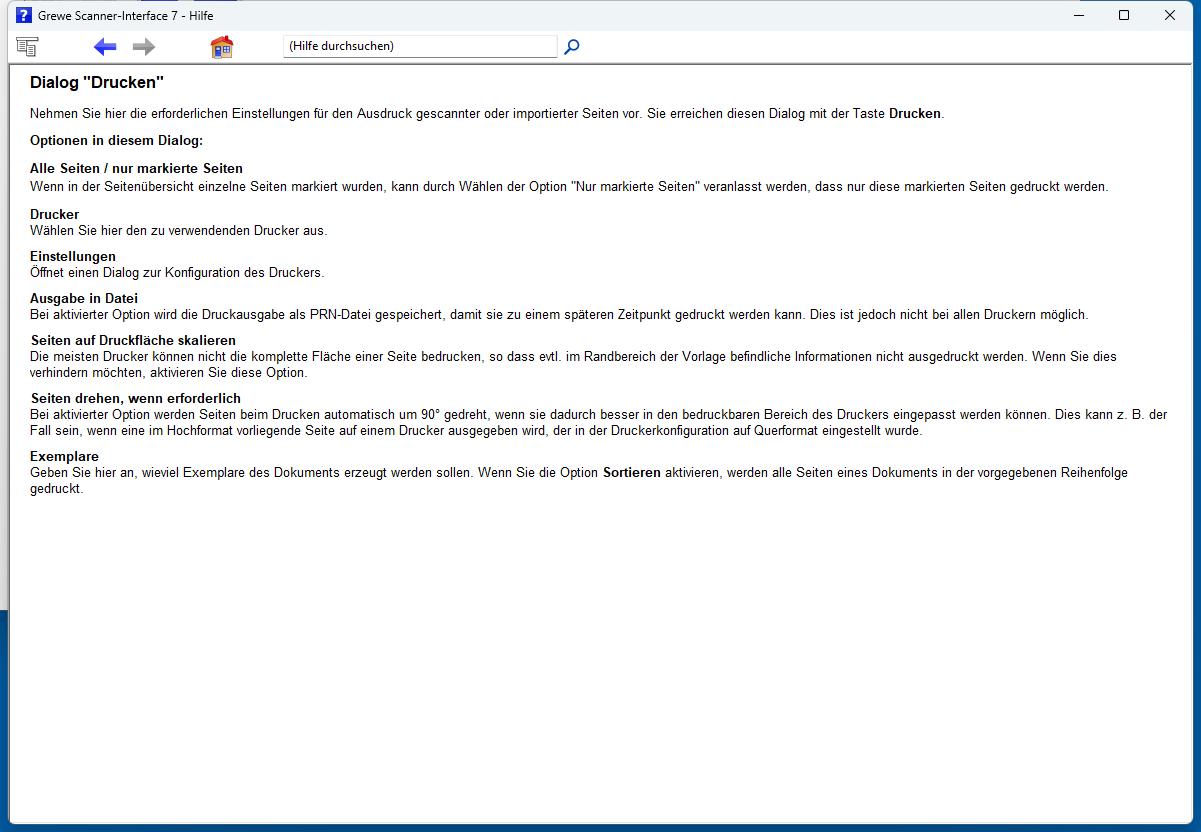 Grewe Scanner-Interface 7 - Hilfe
(Hilfe durchsuchen)
Dialog "Drucken"
Nehmen Sie hier die erforderlichen Einstellungen für den Ausdruck gescannter oder importierter Seiten vor. Sie erreichen diesen Dialog mit der Taste Drucken.
Optionen in diesem Dialog:
Alle Seiten / nur markierte Seiten
Wenn in der Seitenübersicht einzelne Seiten markiert wurden, kann durch Wählen der Option "Nur markierte Seiten" veranlasst werden, dass nur diese markierten Seiten gedruckt werden.
Drucker
Wählen Sie hier den zu verwendenden Drucker aus.
Einstellungen
Öffnet einen Dialog zur Konfiguration des Druckers.
Ausgabe in Datei
Bei aktivierter Option wird die Druckausgabe als PRN-Datei gespeichert, damit sie zu einem späteren Zeitpunkt gedruckt werden kann. Dies ist jedoch nicht bei allen Druckern möglich.
Seiten auf Druckfläche skalieren
Die meisten Drucker können nicht die komplette Fläche einer Seite bedrucken, so dass evtl. im Randbereich der Vorlage befindliche Informationen nicht ausgedruckt werden. Wenn Sie dies
verhindern möchten, aktivieren Sie diese Option.
Seiten drehen, wenn erforderlich
Bei aktivierter Option werden Seiten beim Drucken automatisch um 90° gedreht, wenn sie dadurch besser in den bedruckbaren Bereich des Druckers eingepasst werden können. Dies kann z. B. der
Fall sein, wenn eine im Hochformat vorliegende Seite auf einem Drucker ausgegeben wird, der in der Druckerkonfiguration auf Querformat eingestellt wurde.
Exemplare
Geben Sie hier an, wieviel Exemplare des Dokuments erzeugt werden sollen. Wenn Sie die Option Sortieren aktivieren, werden alle Seiten eines Dokuments in der vorgegebenen Reihenfolge
gedruckt.